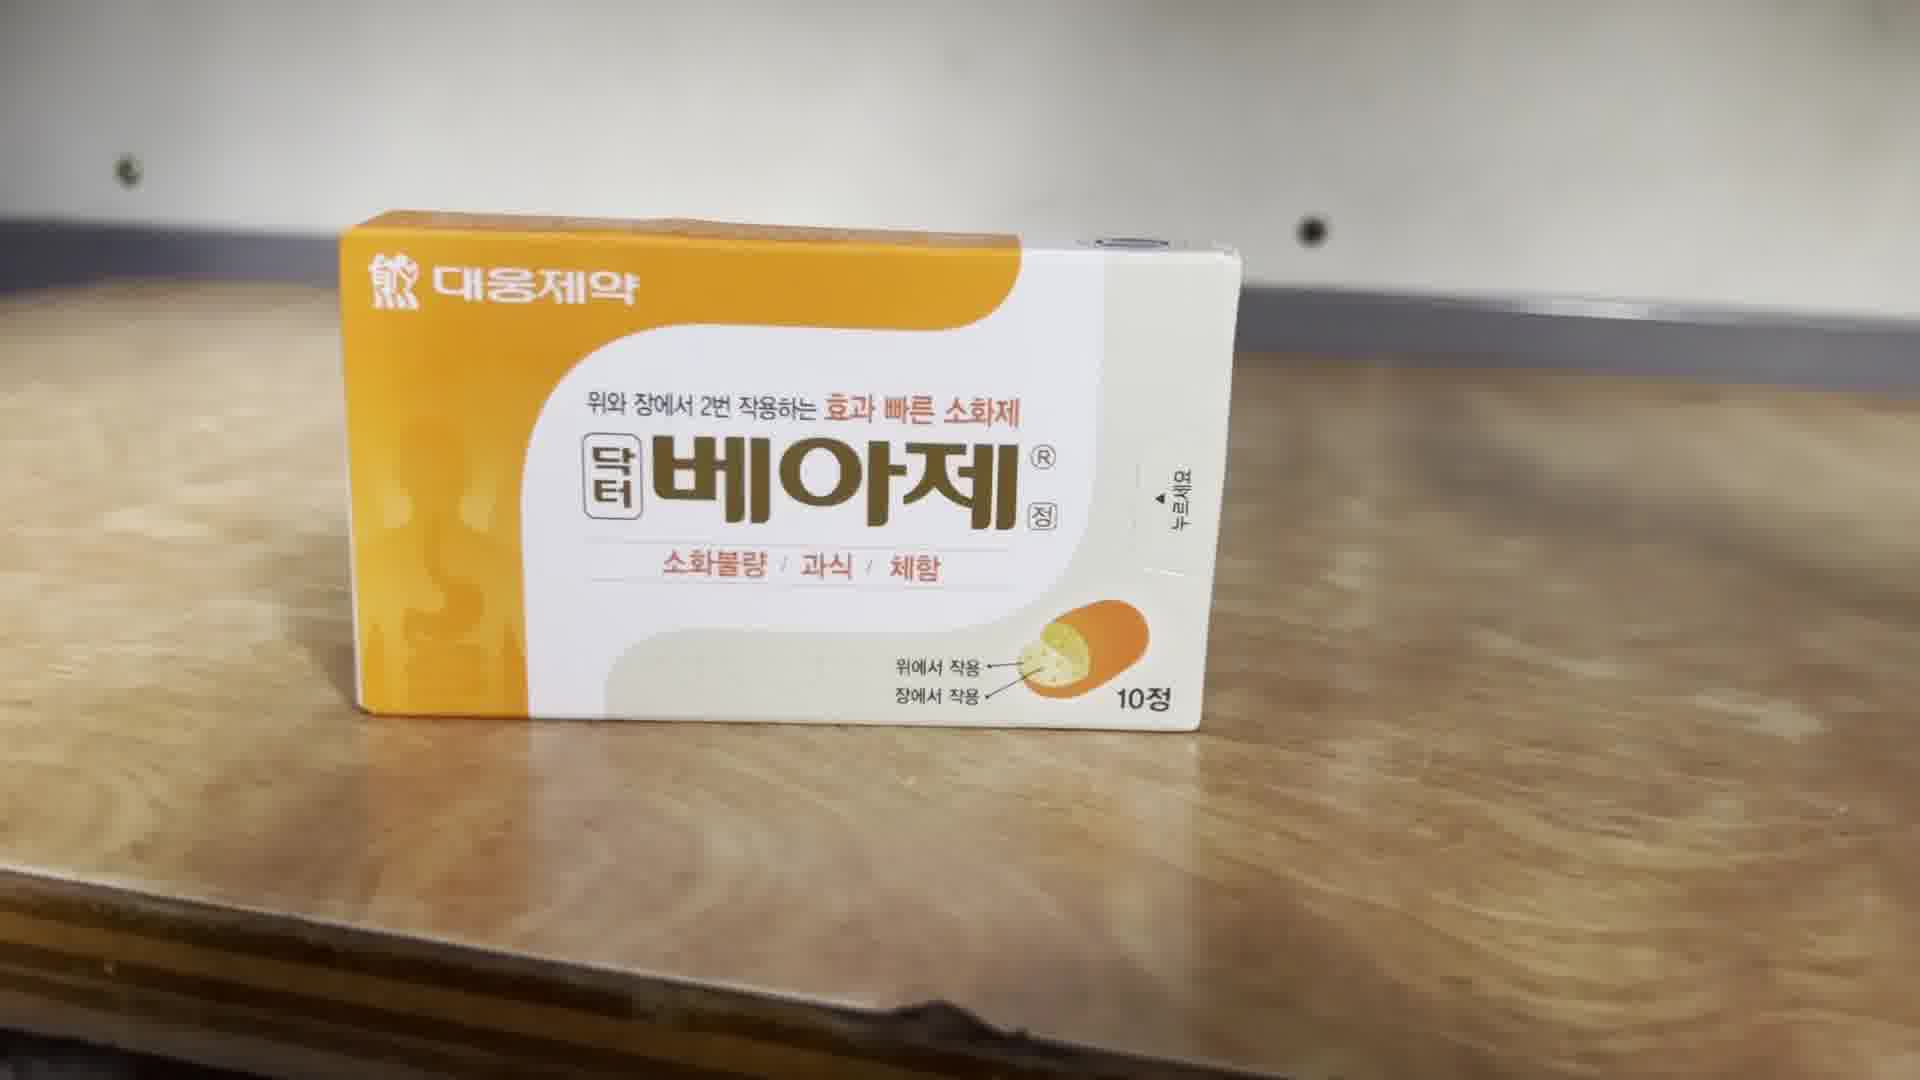 대웅제약
위와 장에서 2번 작용하는 효과 빠른 소화제
닥터 베아제® 정
소화불량 / 과식 / 체함
누르세요
위에서 작용
장에서 작용
10정